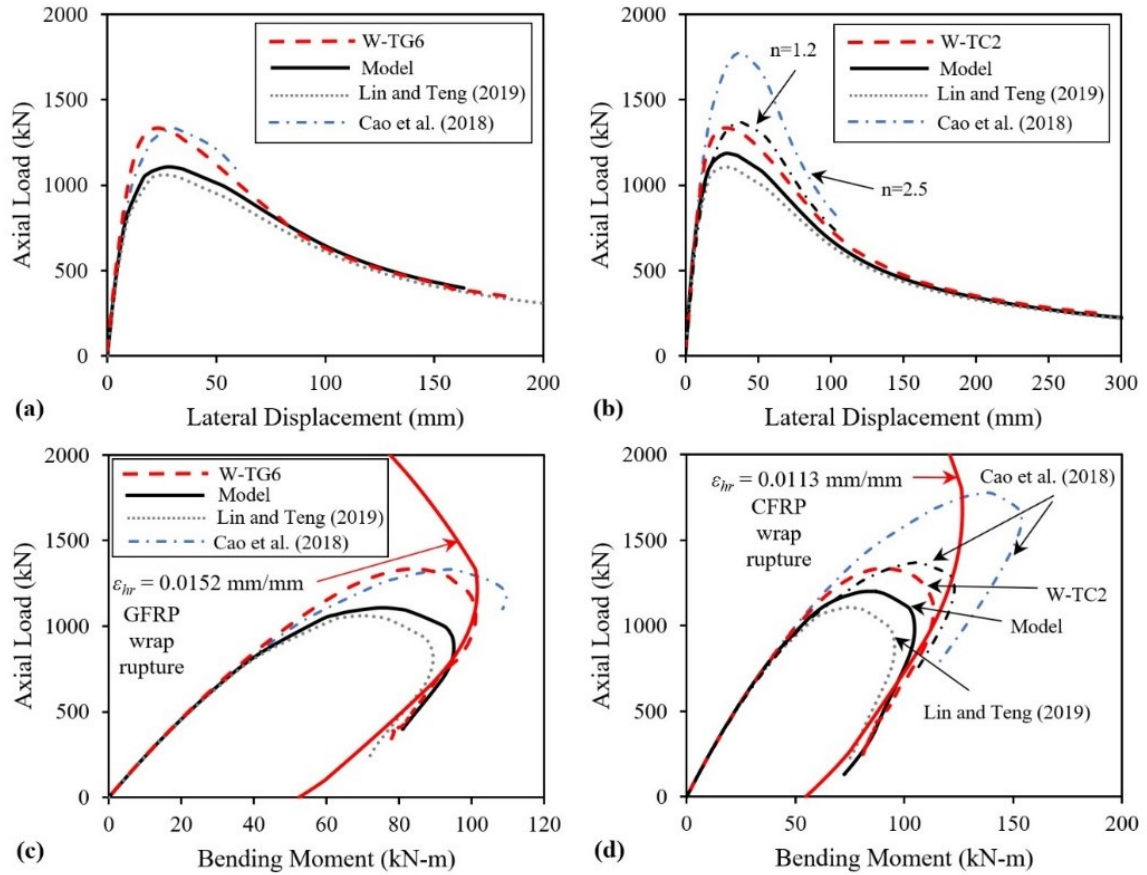 2000
1500
1000
500
0
Axial Load (kN)
W-TG6
Model
Lin and Teng (2019)
Cao et al. (2018)
0
50
100
150
200
(a)
Lateral Displacement (mm)
2000
1500
1000
500
0
Axial Load (kN)
n=1.2
W-TC2
Model
Lin and Teng (2019)
Cao et al. (2018)
n=2.5
0
50
100
150
200
250
300
(b)
Lateral Displacement (mm)
2000
1500
1000
500
0
Axial Load (kN)
W-TG6
Model
Lin and Teng (2019)
Cao et al. (2018)
εhr = 0.0152 mm/mm
GFRP
wrap
rupture
0
20
40
60
80
100
120
(c)
Bending Moment (kN-m)
2000
1500
1000
500
0
Axial Load (kN)
εhr = 0.0113 mm/mm
CFRP
wrap
rupture
Cao et al. (2018)
W-TC2
Model
Lin and Teng (2019)
0
50
100
150
200
(d)
Bending Moment (kN-m)